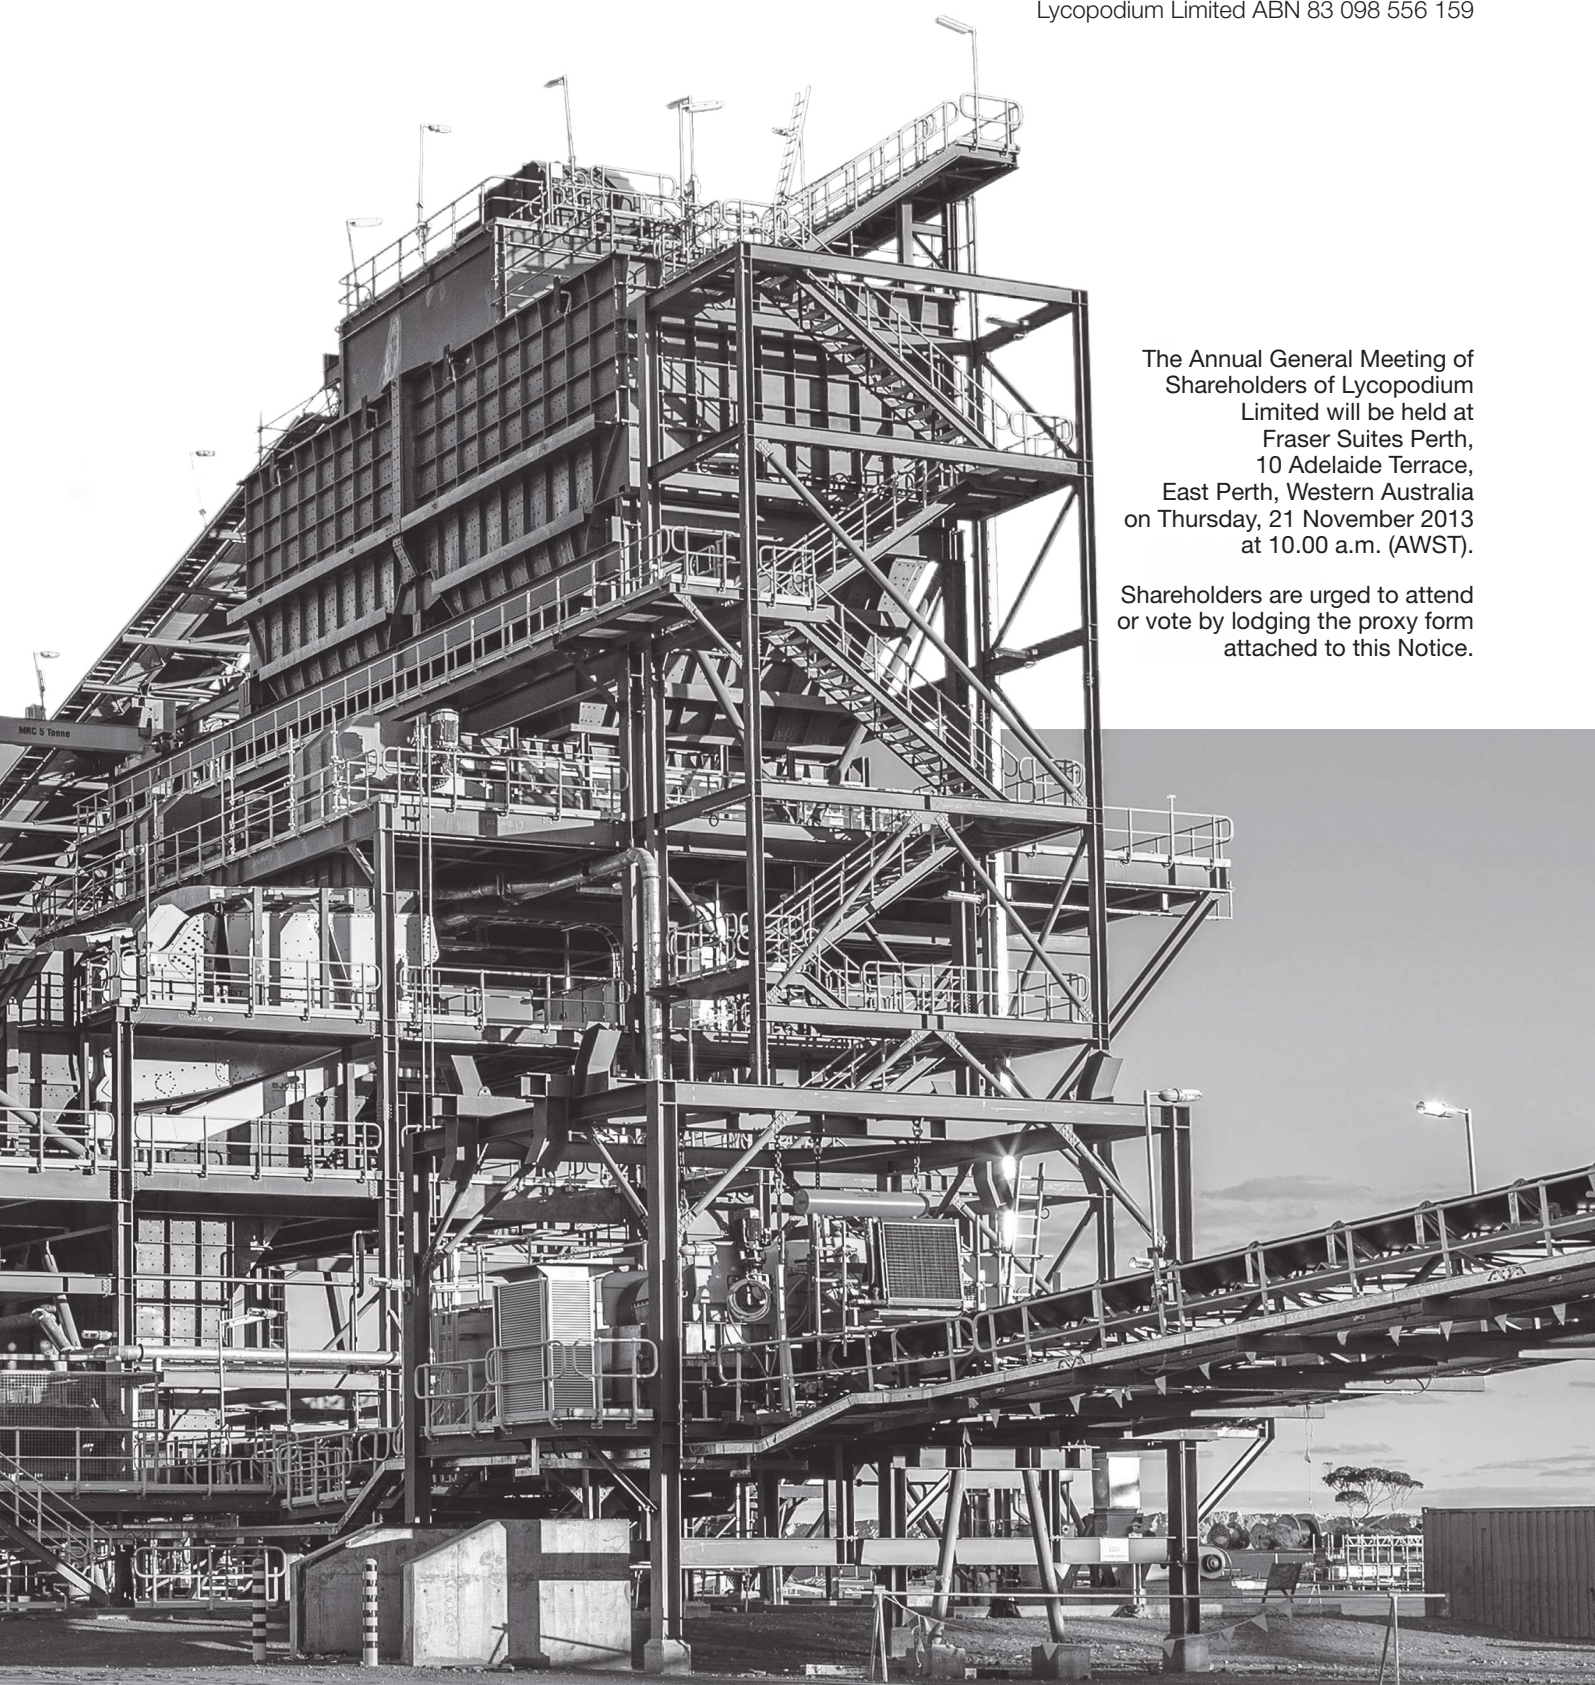 Lycopodium Limited ABN 83 098 556 159
The Annual General Meeting of
Shareholders of Lycopodium
Limited will be held at
Fraser Suites Perth,
10 Adelaide Terrace,
East Perth, Western Australia
on Thursday, 21 November 2013
at 10.00 a.m. (AWST).
Shareholders are urged to attend
or vote by lodging the proxy form
attached to this Notice.
MRC 5 Tonne